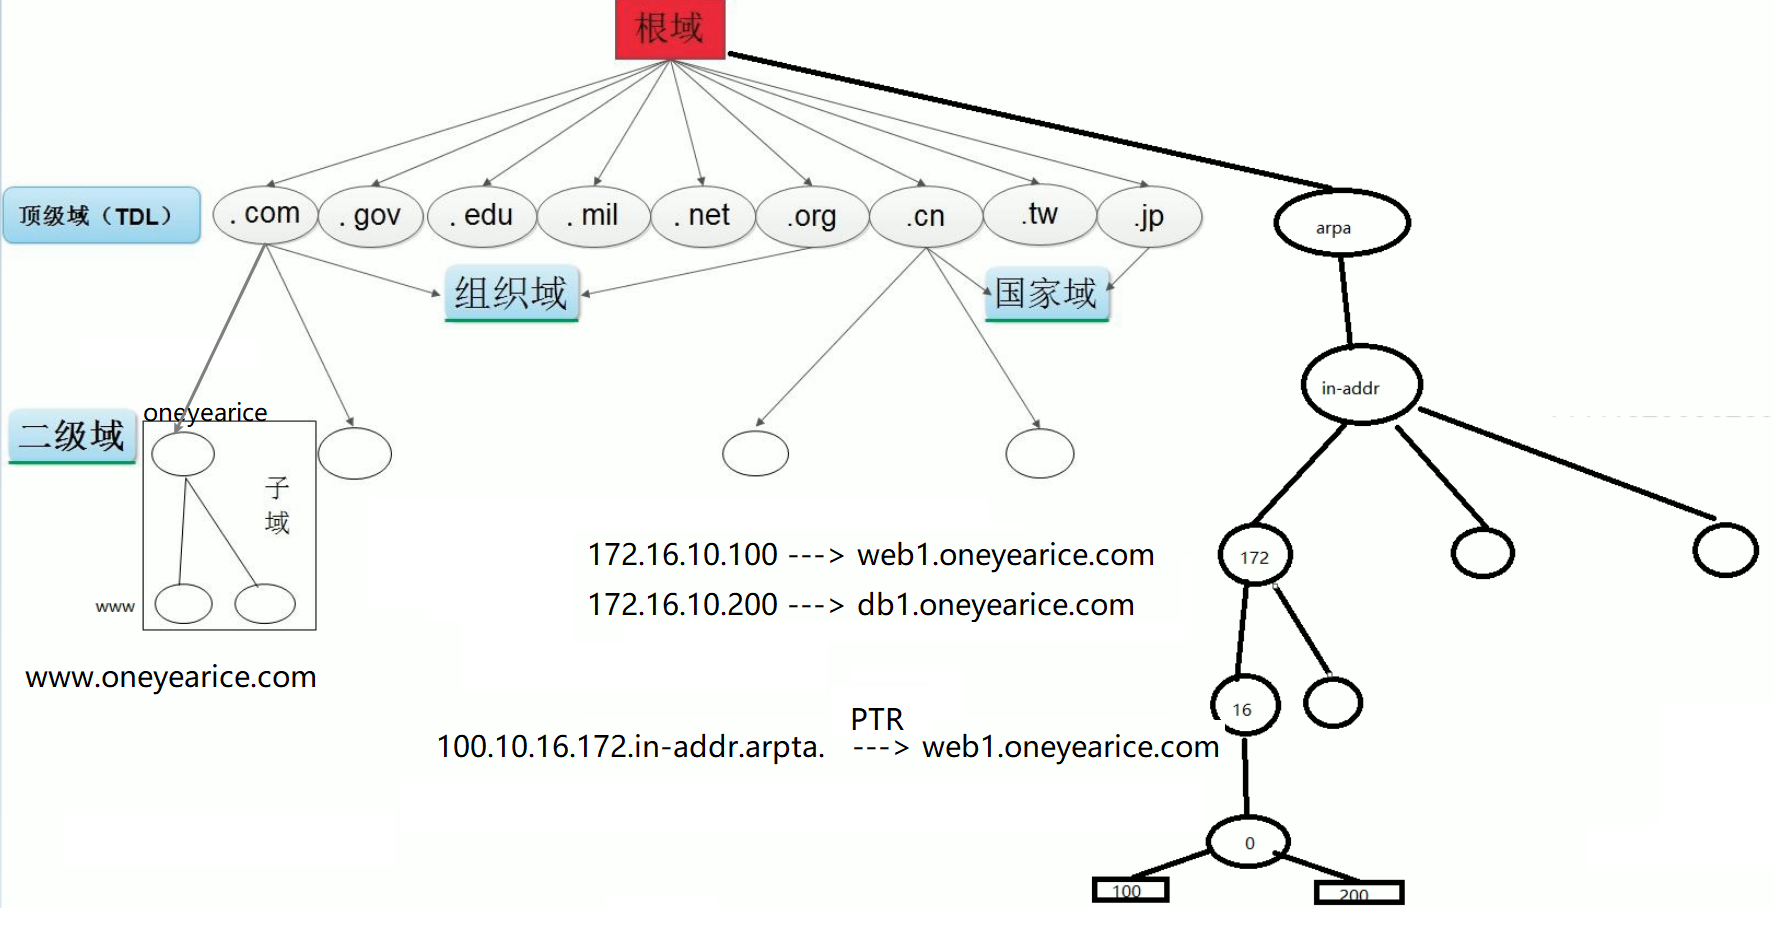 根域
顶级域（TDL）
. com
. gov
. edu
. mil
. net
.org
.cn
.tw
.jp
arpa
组织域
国家域
in-addr
二级域
oneyearice
子域
172
172.16.10.100 ---> web1.oneyearice.com
172.16.10.200 ---> db1.oneyearice.com
www
www.oneyearice.com
16
PTR
100.10.16.172.in-addr.arpta. ---> web1.oneyearice.com
0
100
200